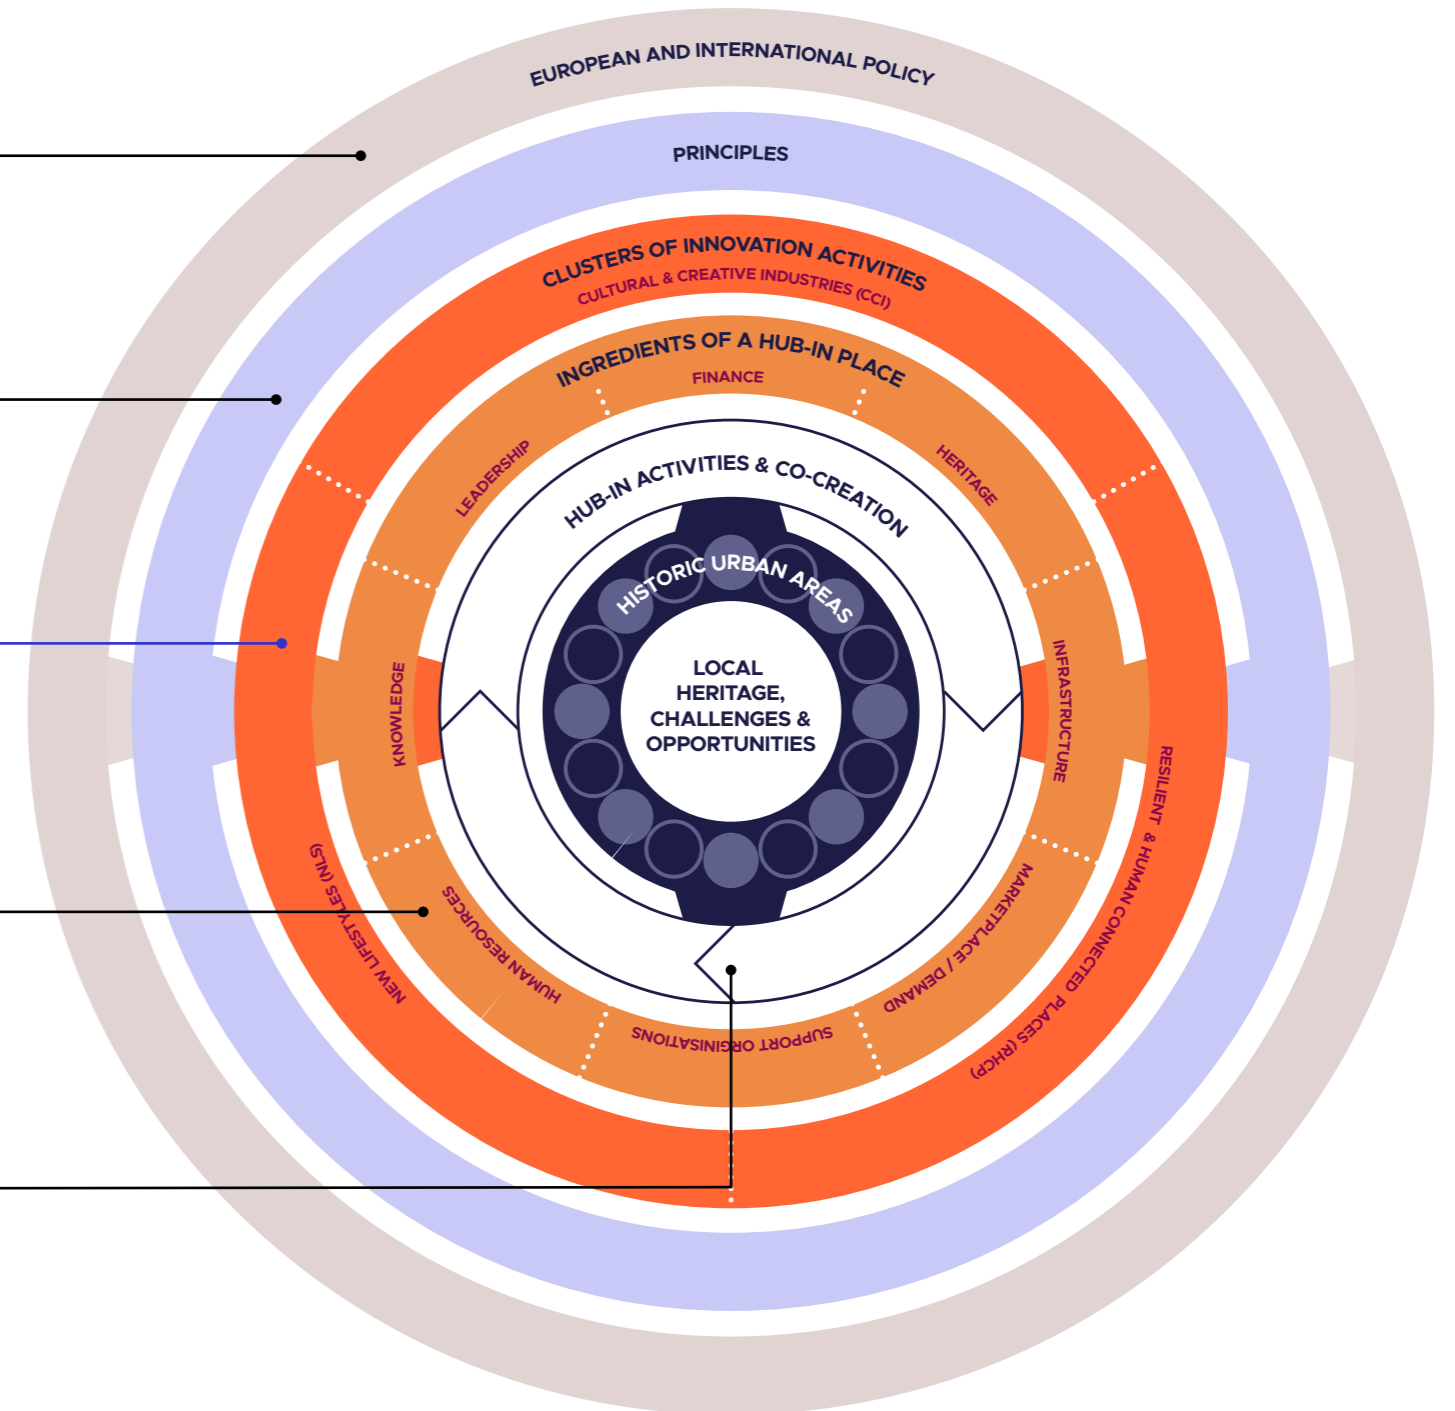 EUROPEAN AND INTERNATIONAL POLICY
PRINCIPLES
CLUSTERS OF INNOVATION ACTIVITIES
CULTURAL & CREATIVE INDUSTRIES (CCI)
INGREDIENTS OF A HUB-IN PLACE
FINANCE
LEADERSHIP
HERITAGE
HUB-IN ACTIVITIES & CO-CREATION
HISTORIC URBAN AREAS
LOCAL
HERITAGE,
CHALLENGES &
OPPORTUNITIES
KNOWLEDGE
INFRASTRUCTURE
RESILIENT & HUMAN CONNECTED PLACES (RHCP)
NEW LIFESTYLES (NLS)
HUMAN RESOURCES
MARKETPLACE / DEMAND
SUPPORT ORGINISATIONS